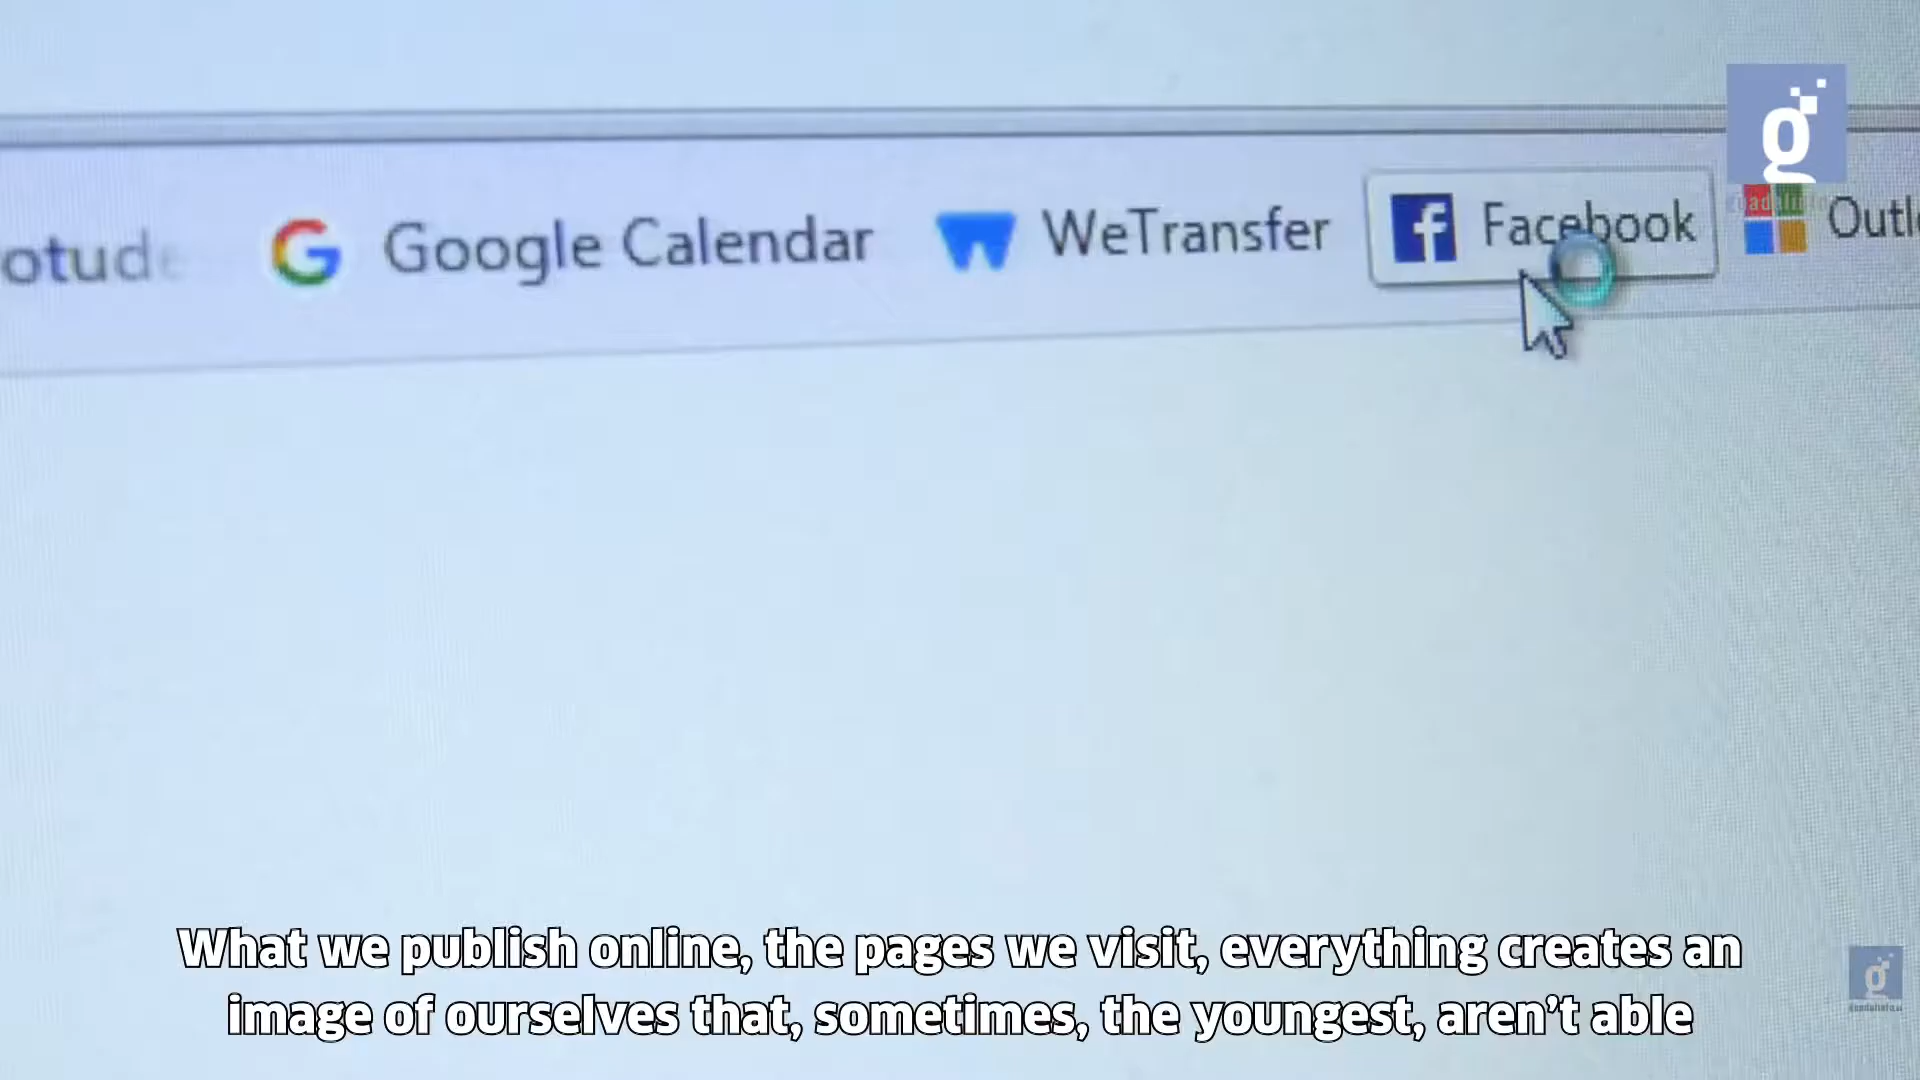 Google Calendar
WeTransfer
Facebook
What we publish online, the pages we visit, everything creates an
image of ourselves that, sometimes, the youngest, aren't able